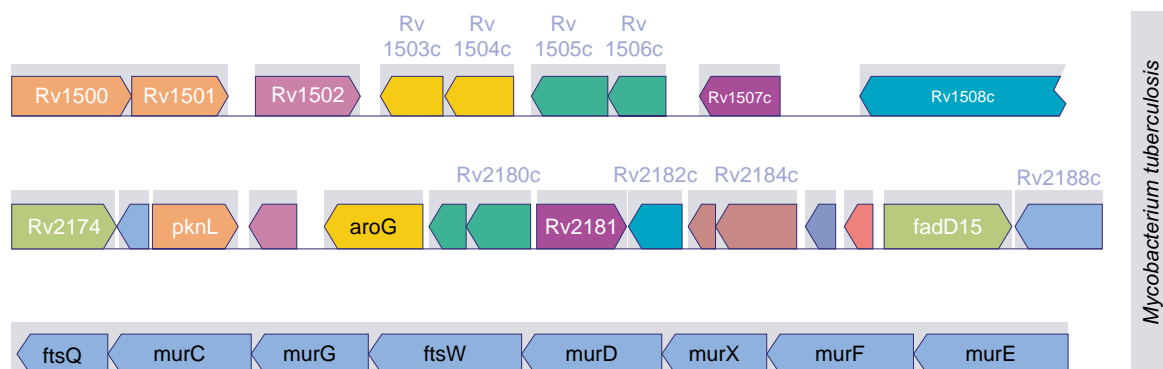 Rv Rv Rv Rv
1503c 1504c 1505c 1506c
Rv1500 Rv1501 Rv1502 Rv1507c Rv1508c
Rv2180c Rv2182c Rv2184c Rv2188c
Rv2174 pknL aroG Rv2181 fadD15
ftsQ murC murG ftsW murD murX murF murE
Mycobacterium tuberculosis